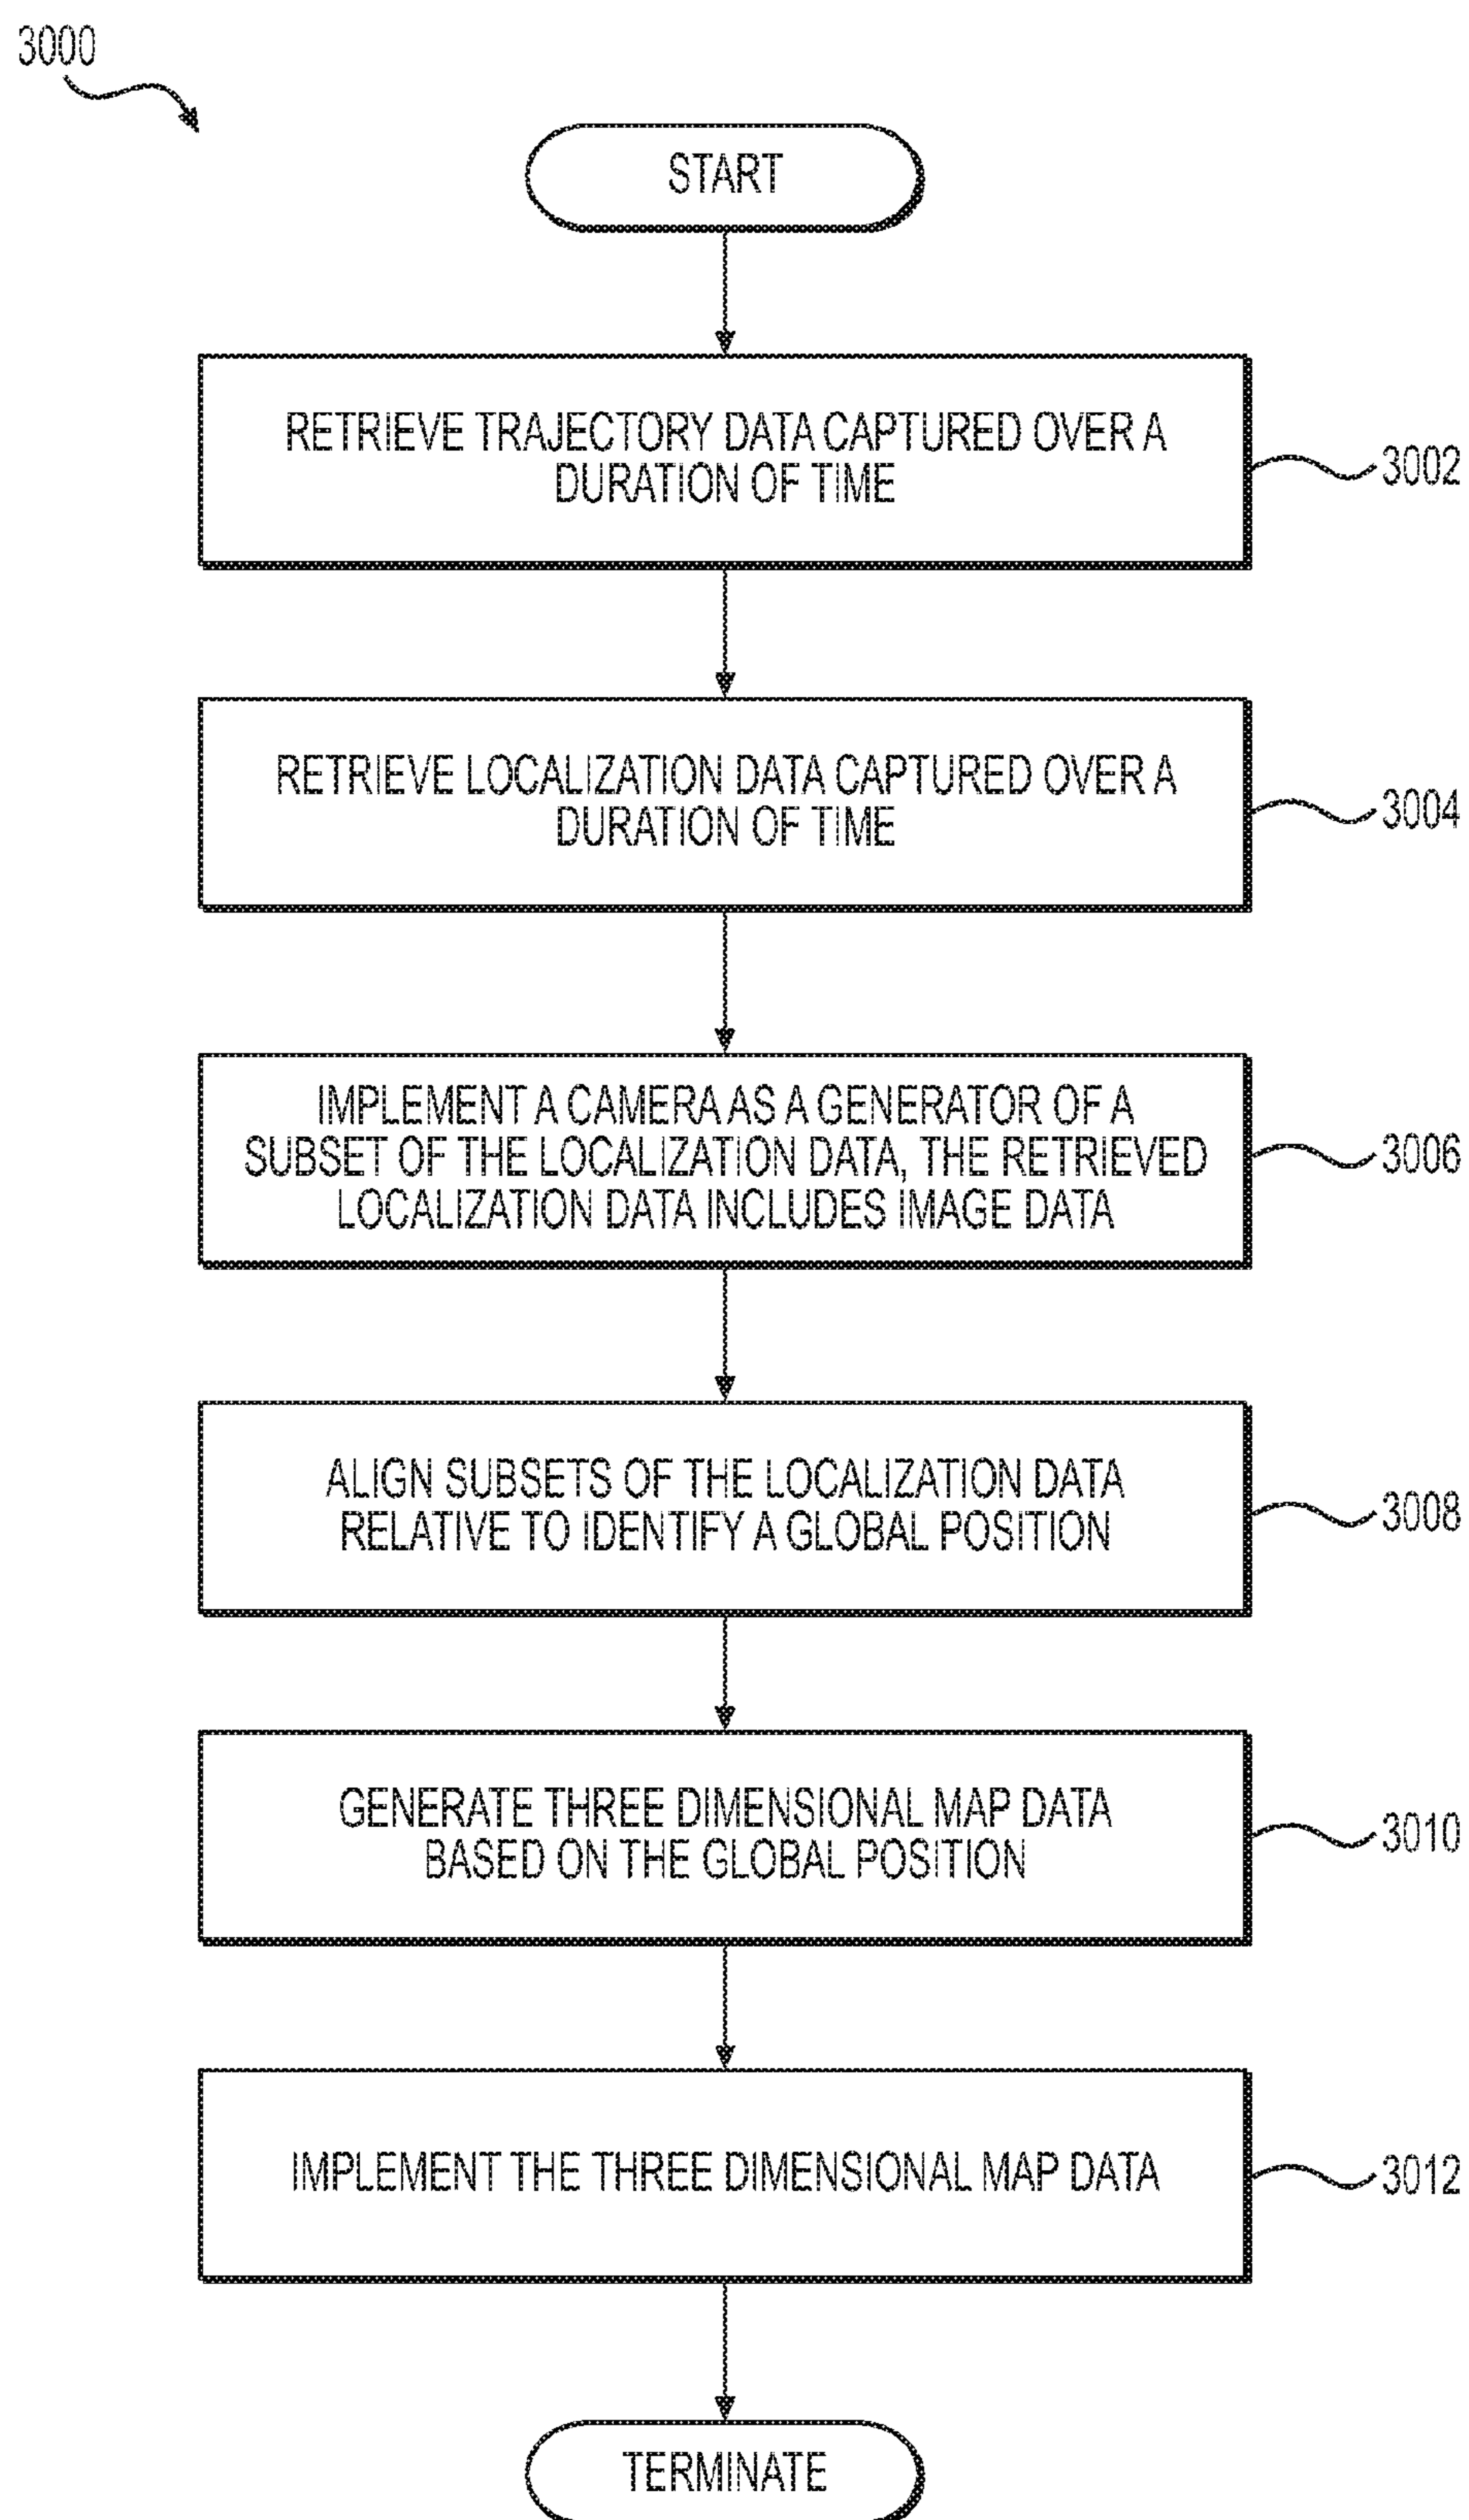 3000
START
RETRIEVE TRAJECTORY DATA CAPTURED OVER A
DURATION OF TIME
3002
RETRIEVE LOCALIZATION DATA CAPTURED OVER A
DURATION OF TIME
3004
IMPLEMENT A CAMERA AS A GENERATOR OF A
SUBSET OF THE LOCALIZATION DATA, THE RETRIEVED
LOCALIZATION DATA INCLUDES IMAGE DATA
3006
ALIGN SUBSETS OF THE LOCALIZATION DATA
RELATIVE TO IDENTIFY A GLOBAL POSITION
3008
GENERATE THREE DIMENSIONAL MAP DATA
BASED ON THE GLOBAL POSITION
3010
IMPLEMENT THE THREE DIMENSIONAL MAP DATA
3012
TERMINATE